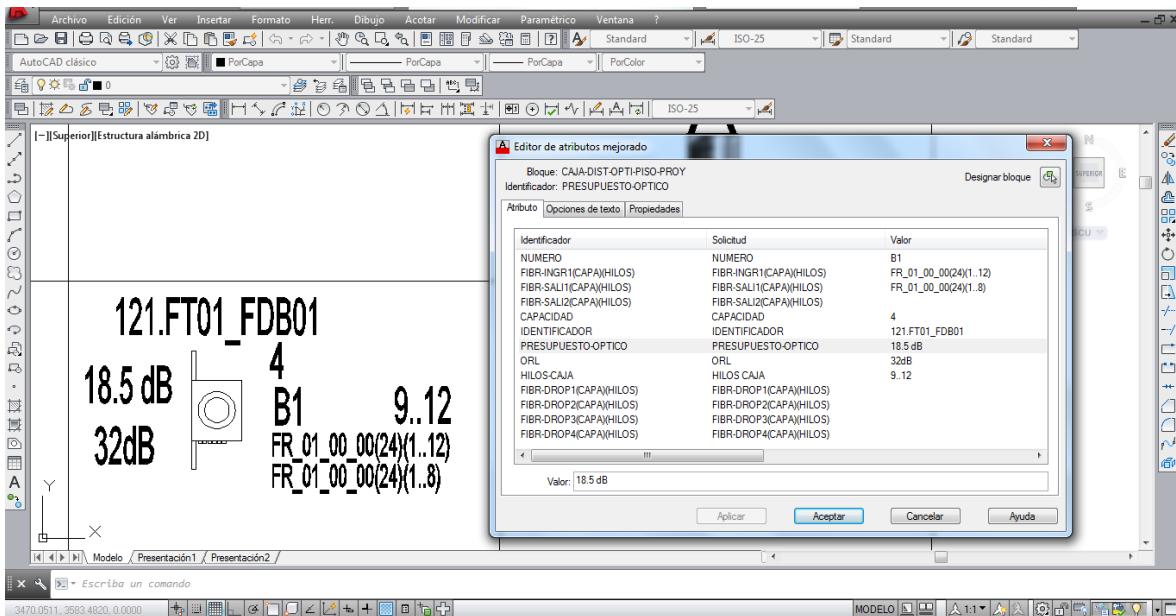 Archivo Edición Ver Insertar Formato Herr. Dibujo Acotar Modificar Paramétrico Ventana ?
Standard ISO-25 Standard Standard
AutoCAD clásico PorCapa PorCapa PorCapa PorColor
0
ISO-25
[−][Superior][Estructura alámbrica 2D]
121.FT01_FDB01
4
18.5 dB
B1
9..12
32dB
FR_01_00_00(24)(1..12)
FR_01_00_00(24)(1..8)
Y
X
Editor de atributos mejorado
Bloque: CAJA-DIST-OPTI-PISO-PROY
Identificador: PRESUPUESTO-OPTICO
Designar bloque
Atributo Opciones de texto Propiedades
Identificador Solicitud Valor
NUMERO NUMERO B1
FIBR-INGR1(CAPA)(HILOS) FIBR-INGR1(CAPA)(HILOS) FR_01_00_00(24)(1..12)
FIBR-SALI1(CAPA)(HILOS) FIBR-SALI1(CAPA)(HILOS) FR_01_00_00(24)(1..8)
FIBR-SALI2(CAPA)(HILOS) FIBR-SALI2(CAPA)(HILOS)
CAPACIDAD CAPACIDAD 4
IDENTIFICADOR IDENTIFICADOR 121.FT01_FDB01
PRESUPUESTO-OPTICO PRESUPUESTO-OPTICO 18.5 dB
ORL ORL 32dB
HILOS-CAJA HILOS CAJA 9..12
FIBR-DROP1(CAPA)(HILOS) FIBR-DROP1(CAPA)(HILOS)
FIBR-DROP2(CAPA)(HILOS) FIBR-DROP2(CAPA)(HILOS)
FIBR-DROP3(CAPA)(HILOS) FIBR-DROP3(CAPA)(HILOS)
FIBR-DROP4(CAPA)(HILOS) FIBR-DROP4(CAPA)(HILOS)
Valor: 18.5 dB
Aplicar Aceptar Cancelar Ayuda
N
SUPERIOR E
S
SCU
Modelo Presentación1 Presentación2
Escriba un comando
3470.0511, 3583.4820, 0.0000 MODELO 1:1